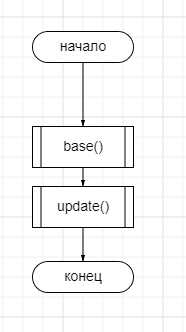 начало
base()
update()
конец